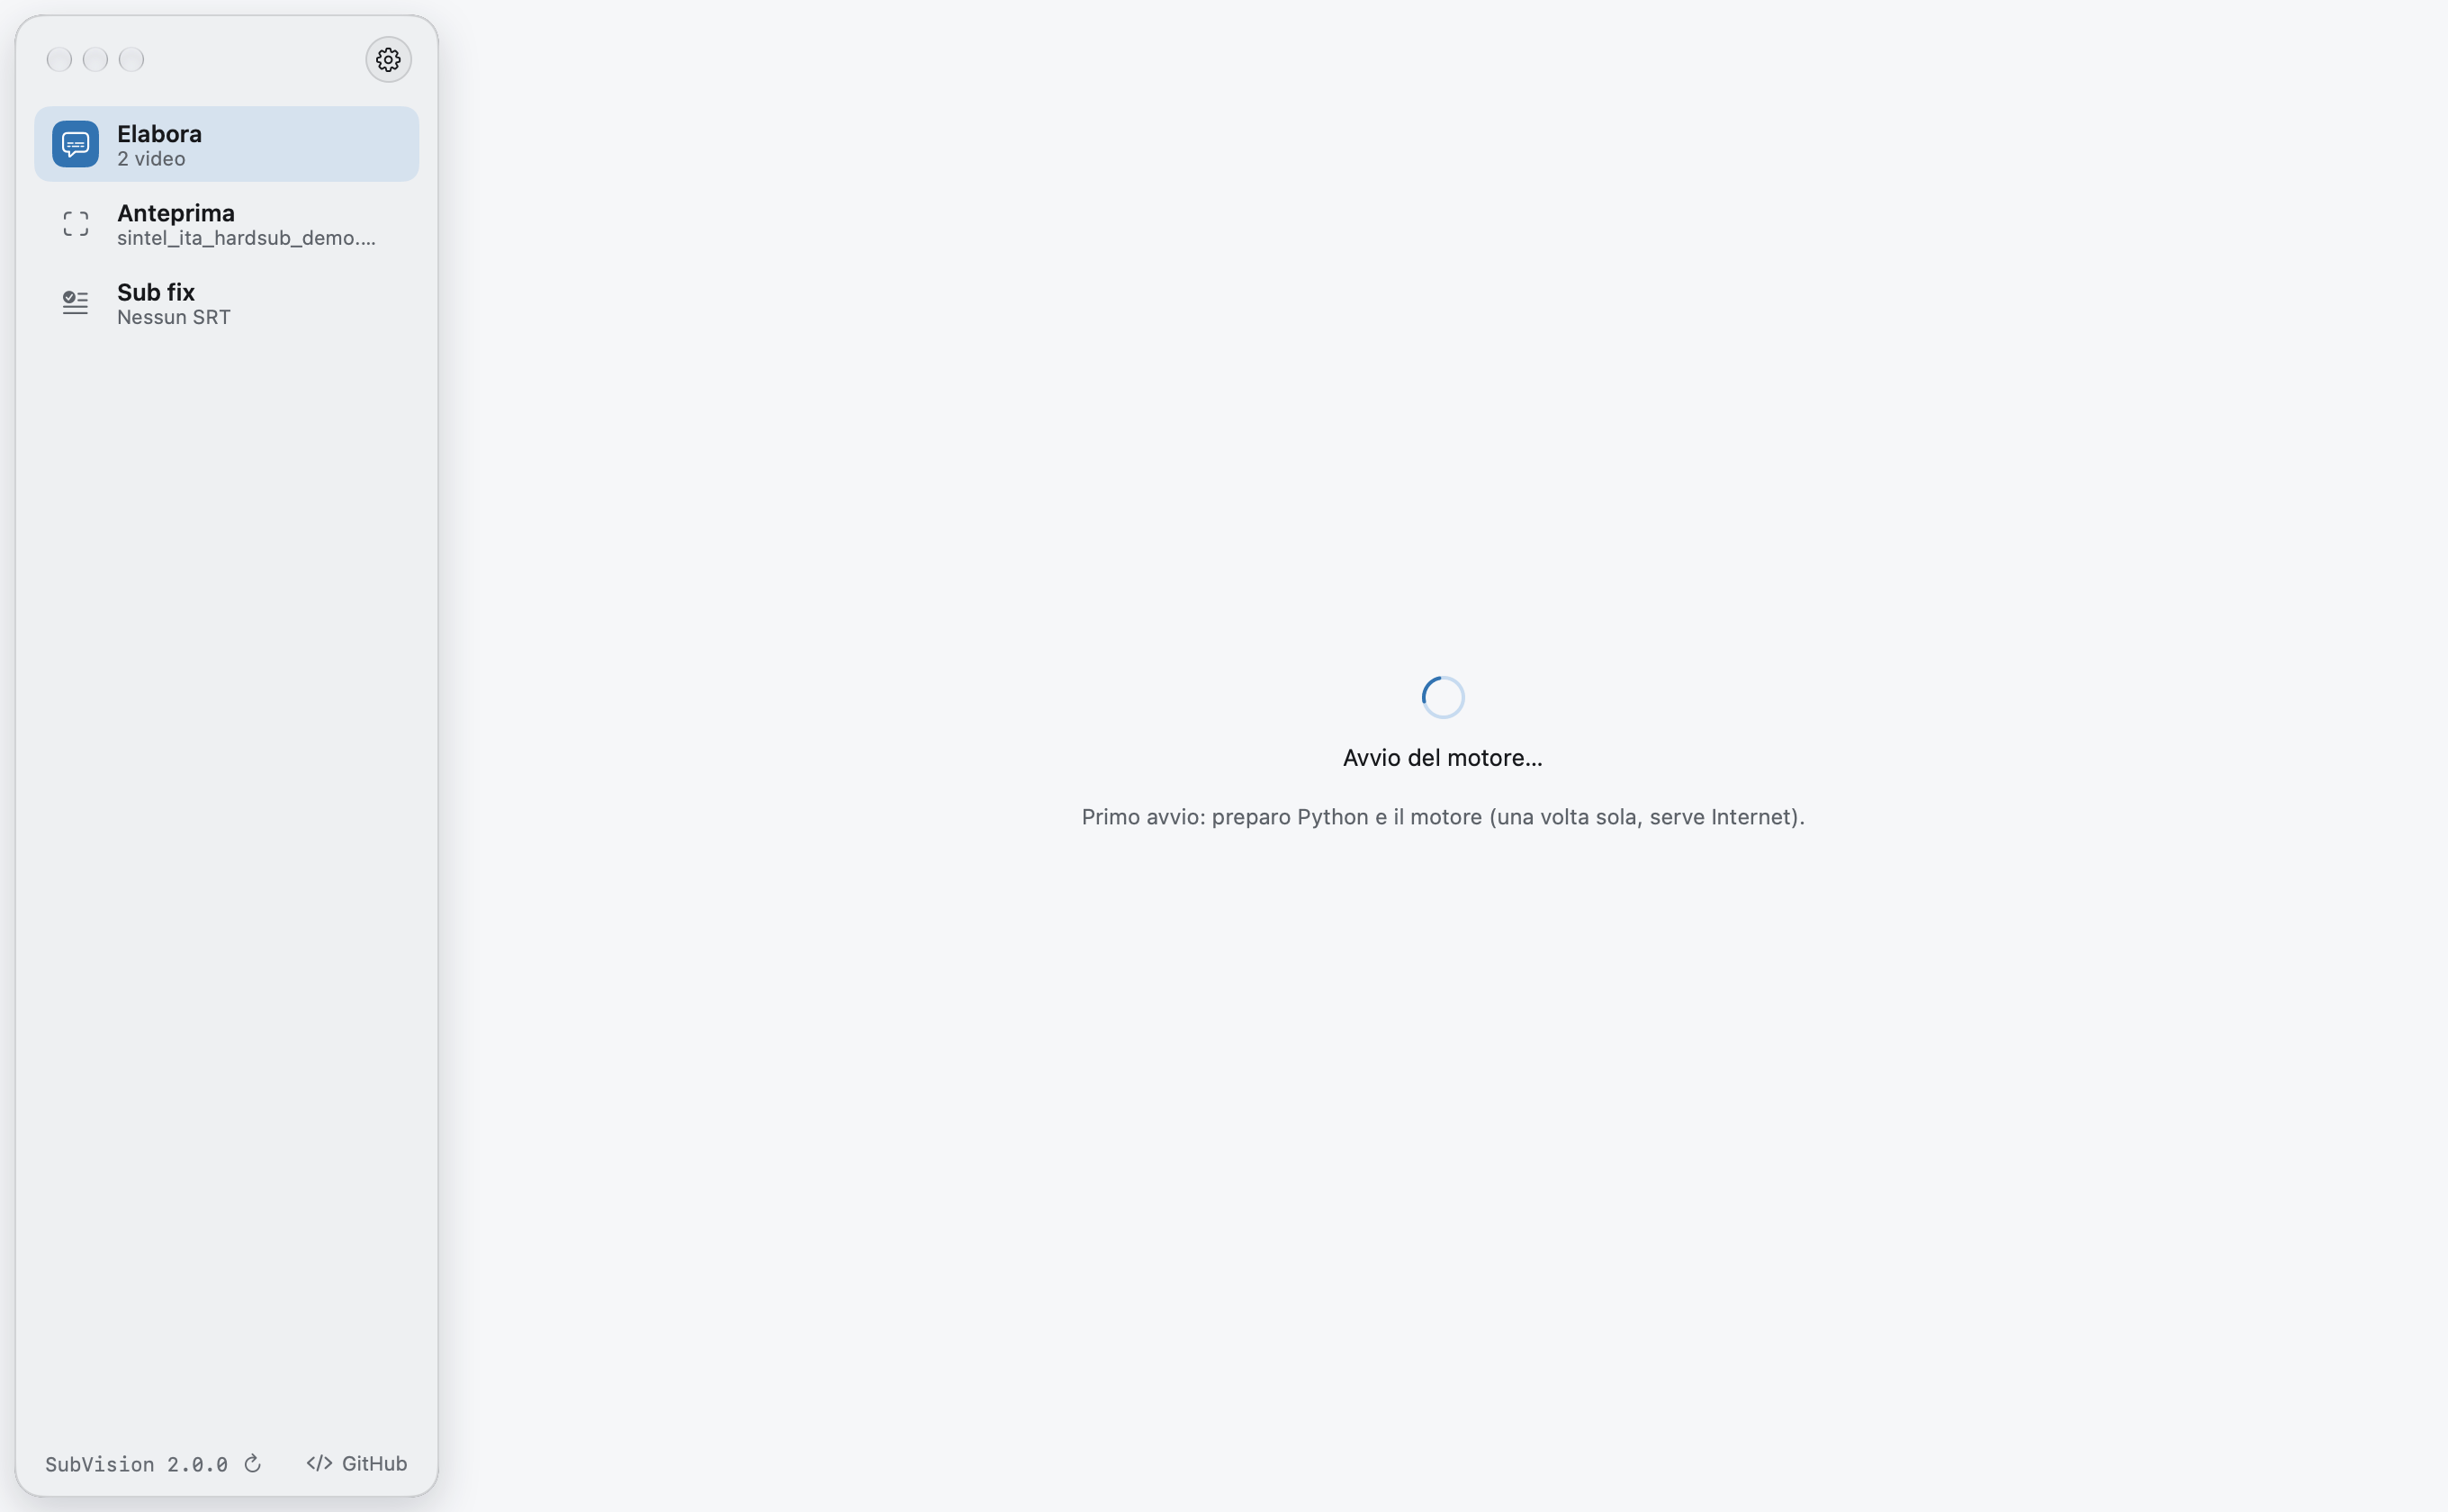 Elabora
2 video
Anteprima
sintel_ita_hardsub_demo....
Sub fix
Nessun SRT
Avvio del motore...
Primo avvio: preparo Python e il motore (una volta sola, serve Internet).
SubVision 2.0.0
</> GitHub